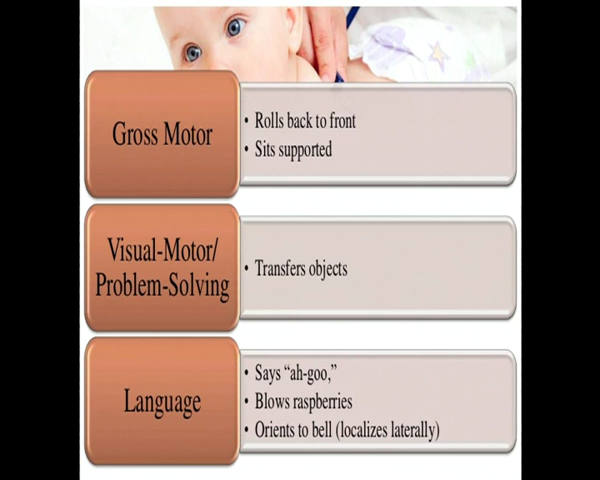 Gross Motor
• Rolls back to front
• Sits supported
Visual-Motor/
Problem-Solving
• Transfers objects
Language
• Says “ah-goo,”
• Blows raspberries
• Orients to bell (localizes laterally)